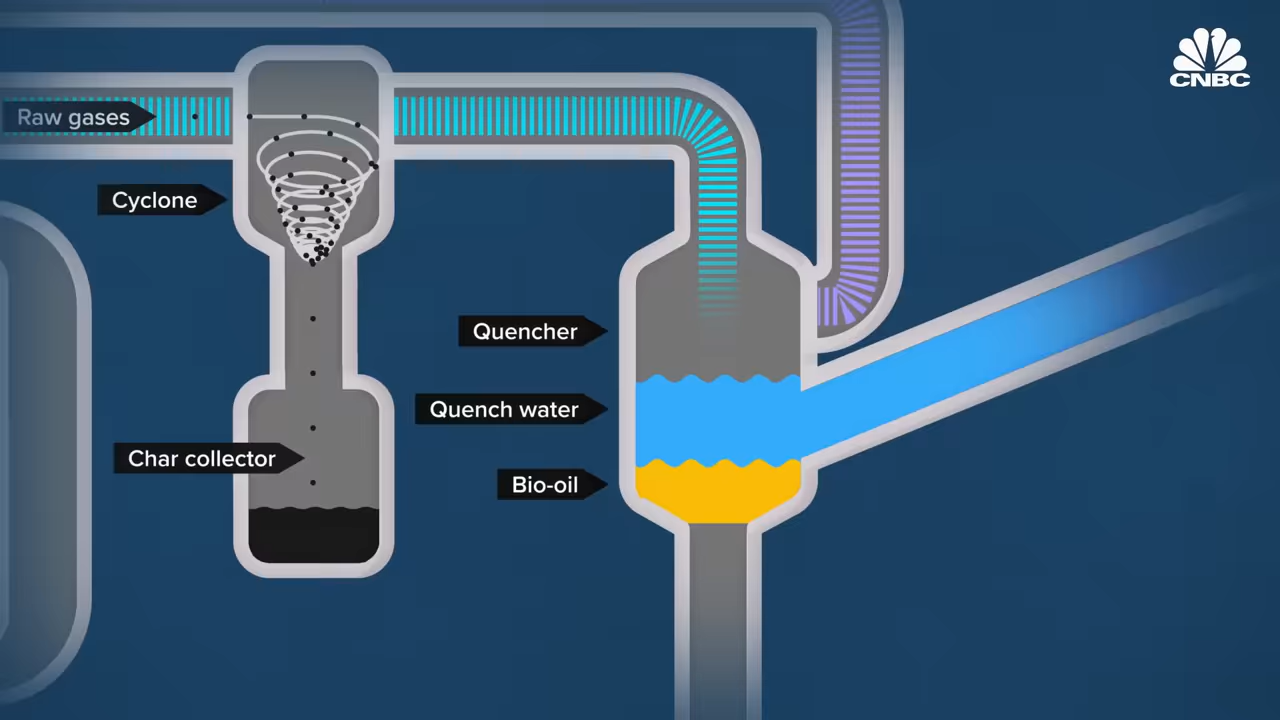 CNBC
Raw gases
Cyclone
Quencher
Quench water
Char collector
Bio-oil